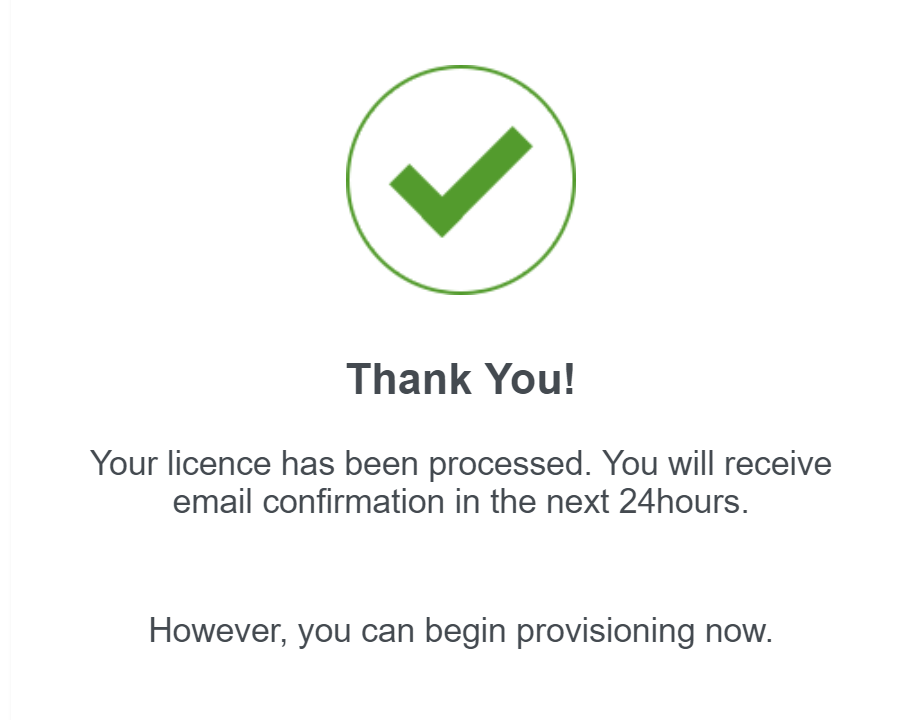 Thank You!
Your licence has been processed. You will receive
email confirmation in the next 24hours.
However, you can begin provisioning now.